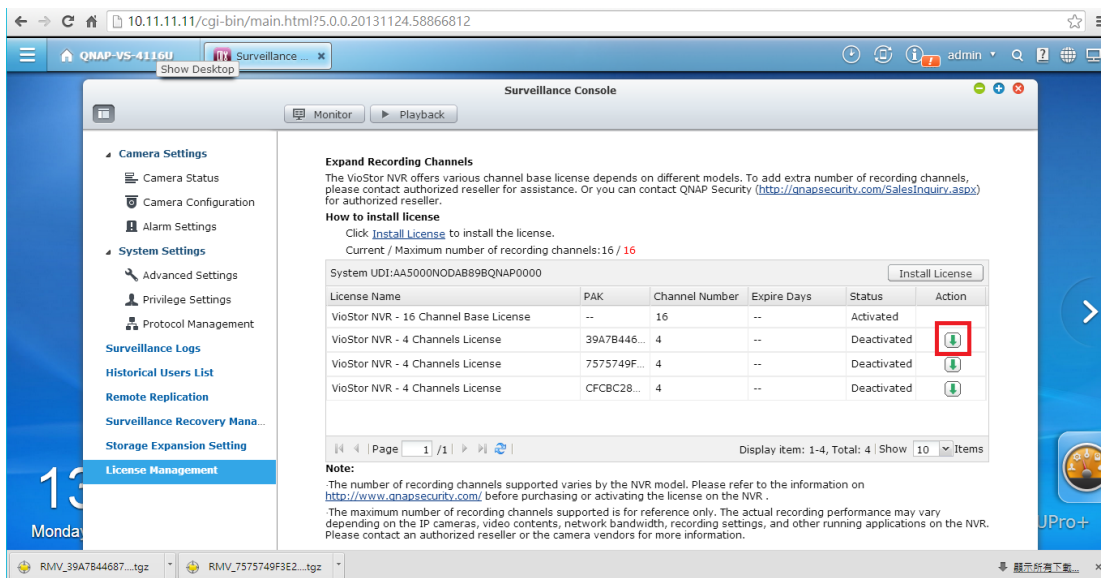 10.11.11.11/cgi-bin/main.html?5.0.0.20131124.58866812
QNAP-VS-4116U
Surveillance ...
admin
Show Desktop
Surveillance Console
Monitor
Playback
Camera Settings
Camera Status
Camera Configuration
Alarm Settings
System Settings
Advanced Settings
Privilege Settings
Protocol Management
Surveillance Logs
Historical Users List
Remote Replication
Surveillance Recovery Mana...
Storage Expansion Setting
License Management
Expand Recording Channels
The VioStor NVR offers various channel base license depends on different models. To add extra number of recording channels,
please contact authorized reseller for assistance. Or you can contact QNAP Security (http://qnapsecurity.com/SalesInquiry.aspx)
for authorized reseller.
How to install license
Click Install License to install the license.
Current / Maximum number of recording channels:16 / 16
System UDI:AA5000NODAB89BQNAP0000 Install License
License Name PAK Channel Number Expire Days Status Action
VioStor NVR - 16 Channel Base License -- 16 -- Activated
VioStor NVR - 4 Channels License 39A7B446... 4 -- Deactivated
VioStor NVR - 4 Channels License 7575749F... 4 -- Deactivated
VioStor NVR - 4 Channels License CFCBC28... 4 -- Deactivated
Page 1 /1 Display item: 1-4, Total: 4 Show 10 Items
Note:
·The number of recording channels supported varies by the NVR model. Please refer to the information on
http://www.qnapsecurity.com/ before purchasing or activating the license on the NVR .
·The maximum number of recording channels supported is for reference only. The actual recording performance may vary
depending on the IP cameras, video contents, network bandwidth, recording settings, and other running applications on the NVR.
Please contact an authorized reseller or the camera vendors for more information.
13
Monday
UPro+
RMV_39A7B44687....tgz
RMV_7575749F3E2....tgz
顯示所有下載...